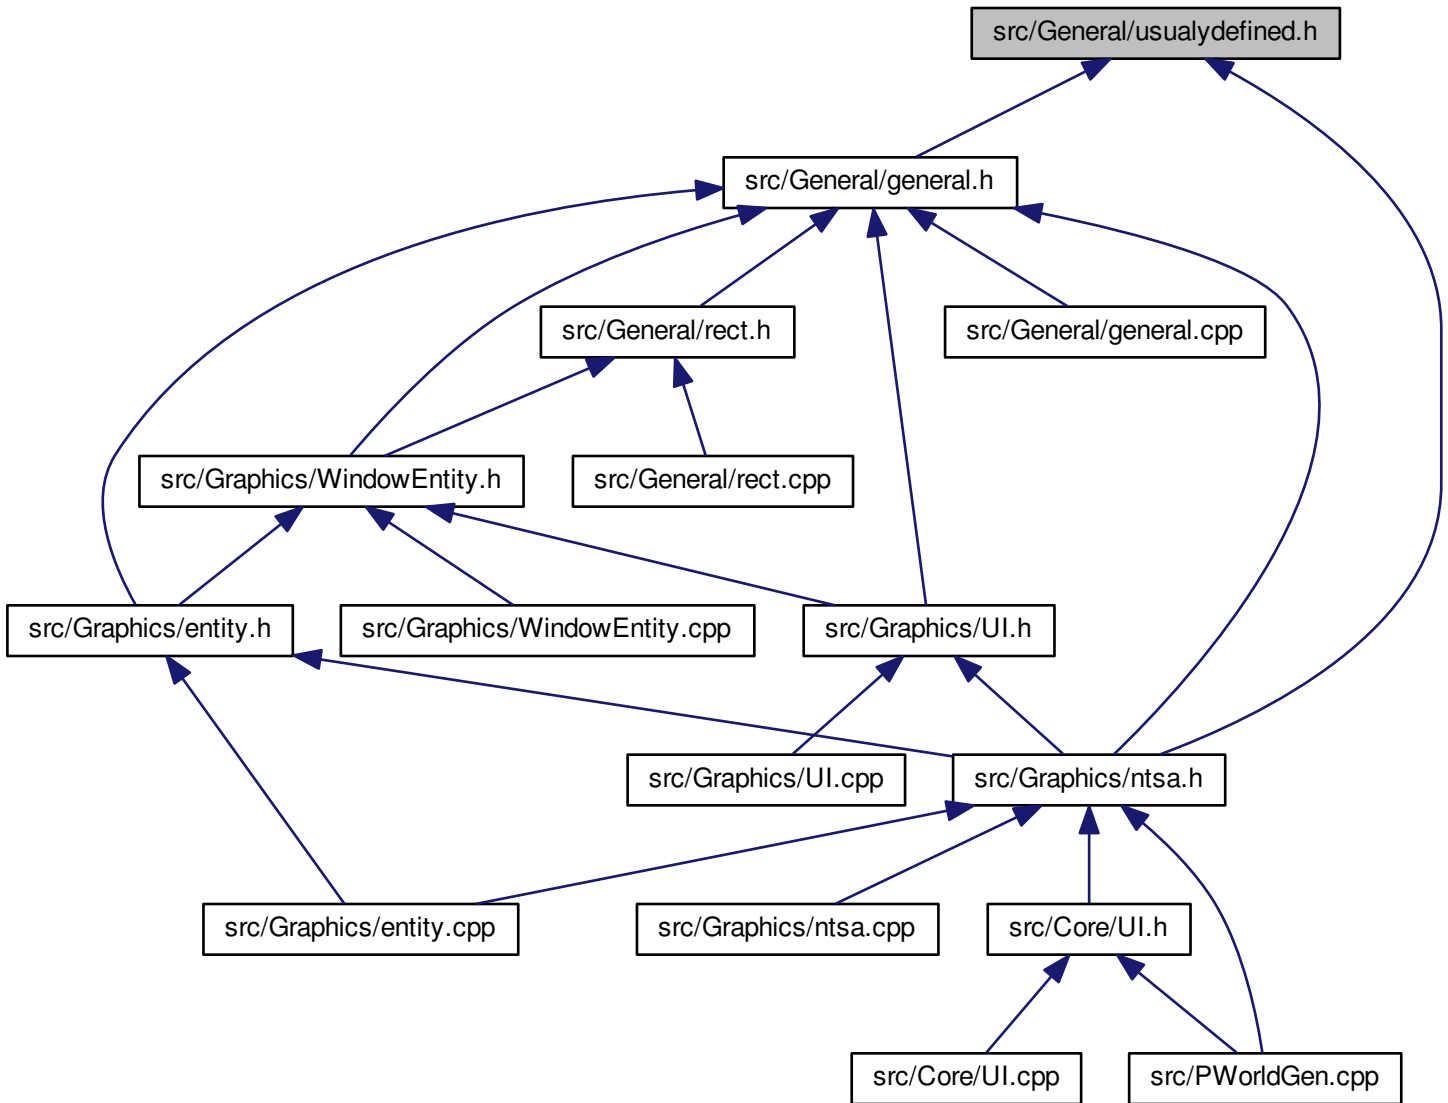 src/General/usualydefined.h
src/General/general.h
src/General/rect.h
src/General/general.cpp
src/Graphics/WindowEntity.h
src/General/rect.cpp
src/Graphics/entity.h
src/Graphics/WindowEntity.cpp
src/Graphics/UI.h
src/Graphics/UI.cpp
src/Graphics/ntsa.h
src/Graphics/entity.cpp
src/Graphics/ntsa.cpp
src/Core/UI.h
src/Core/UI.cpp
src/PWorldGen.cpp